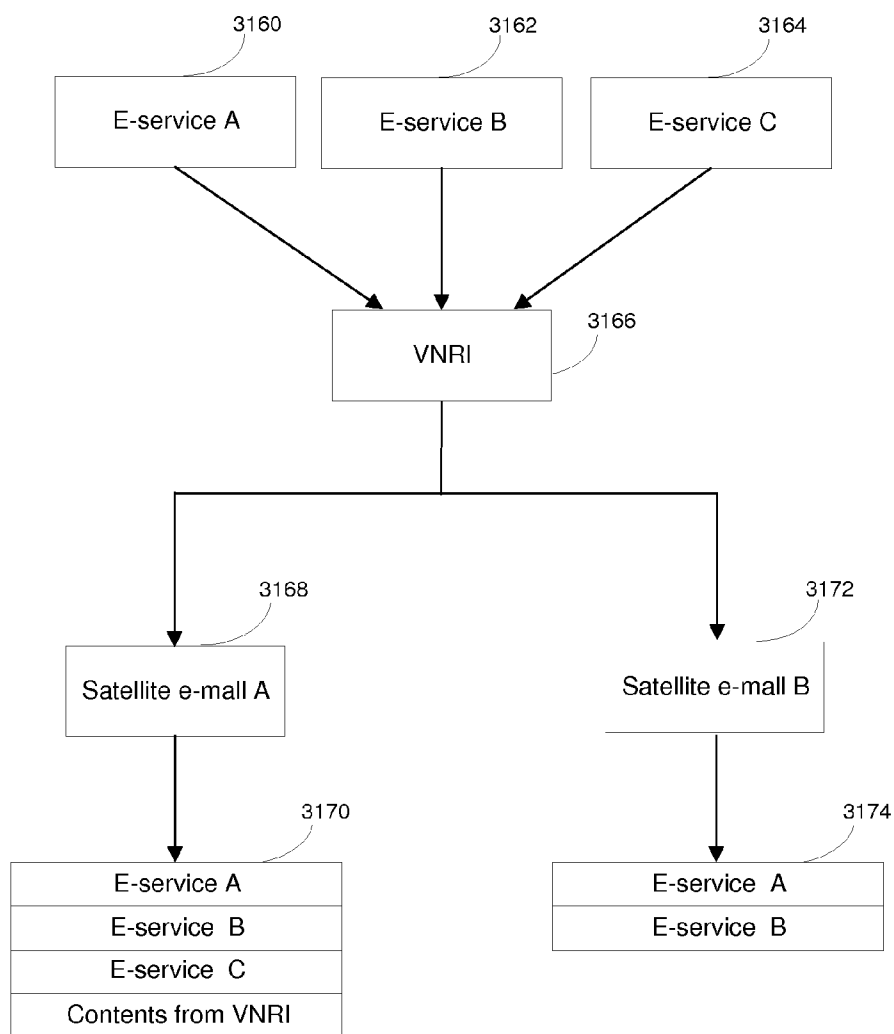 3160
3162
3164
E-service A
E-service B
E-service C
3166
VNRI
3168
3172
Satellite e-mall A
Satellite e-mall B
3170
3174
E-service A
E-service B
E-service C
Contents from VNRI
E-service A
E-service B